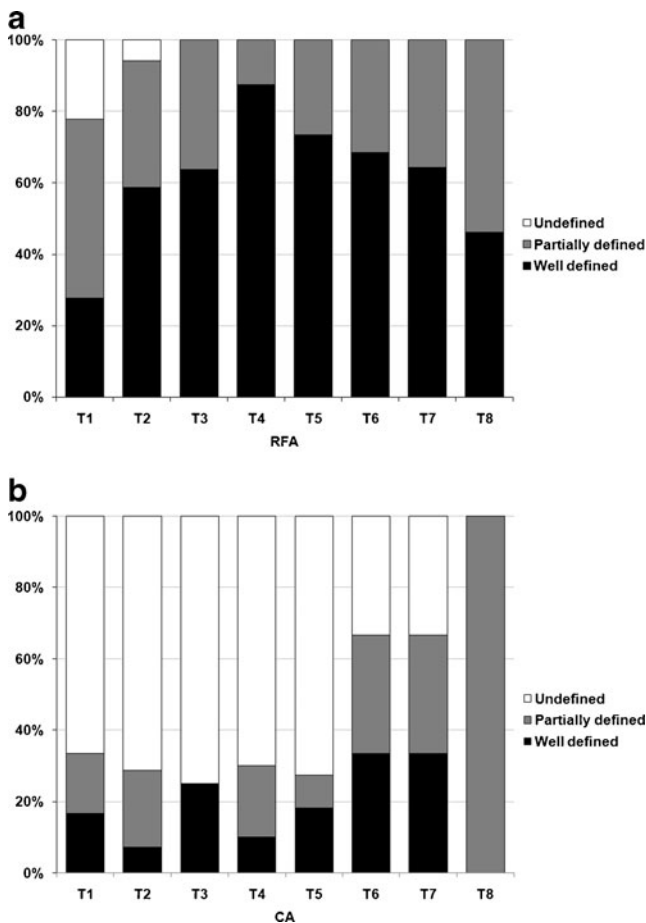 a
100%
80%
60%
40%
20%
0%
T1 T2 T3 T4 T5 T6 T7 T8
RFA
Undefined
Partially defined
Well defined
b
100%
80%
60%
40%
20%
0%
T1 T2 T3 T4 T5 T6 T7 T8
CA
Undefined
Partially defined
Well defined